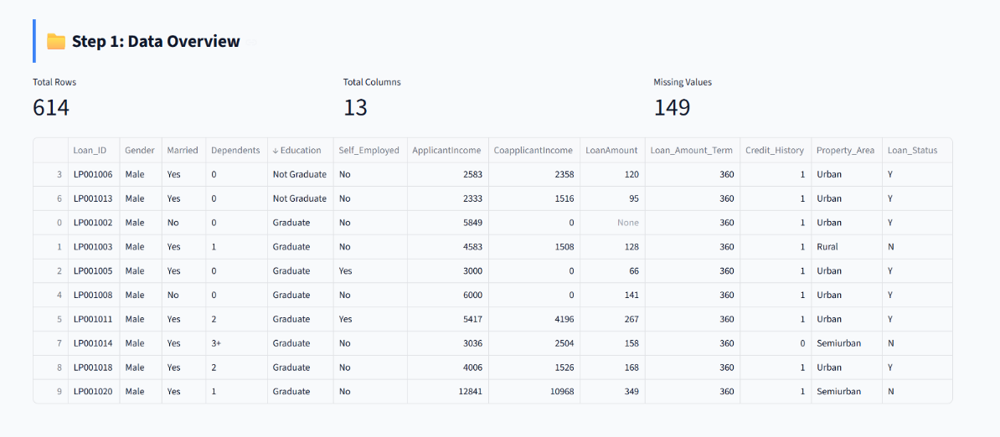 Step 1: Data Overview
Total Rows Total Columns Missing Values
614 13 149
Loan_ID Gender Married Dependents ↓ Education Self_Employed ApplicantIncome CoapplicantIncome LoanAmount Loan_Amount_Term Credit_History Property_Area Loan_Status
3 LP001006 Male Yes 0 Not Graduate No 2583 2358 120 360 1 Urban Y
6 LP001013 Male Yes 0 Not Graduate No 2333 1516 95 360 1 Urban Y
0 LP001002 Male No 0 Graduate No 5849 0 None 360 1 Urban Y
1 LP001003 Male Yes 1 Graduate No 4583 1508 128 360 1 Rural N
2 LP001005 Male Yes 0 Graduate Yes 3000 0 66 360 1 Urban Y
4 LP001008 Male No 0 Graduate No 6000 0 141 360 1 Urban Y
5 LP001011 Male Yes 2 Graduate Yes 5417 4196 267 360 1 Urban Y
7 LP001014 Male Yes 3+ Graduate No 3036 2504 158 360 0 Semiurban N
8 LP001018 Male Yes 2 Graduate No 4006 1526 168 360 1 Urban Y
9 LP001020 Male Yes 1 Graduate No 12841 10968 349 360 1 Semiurban N